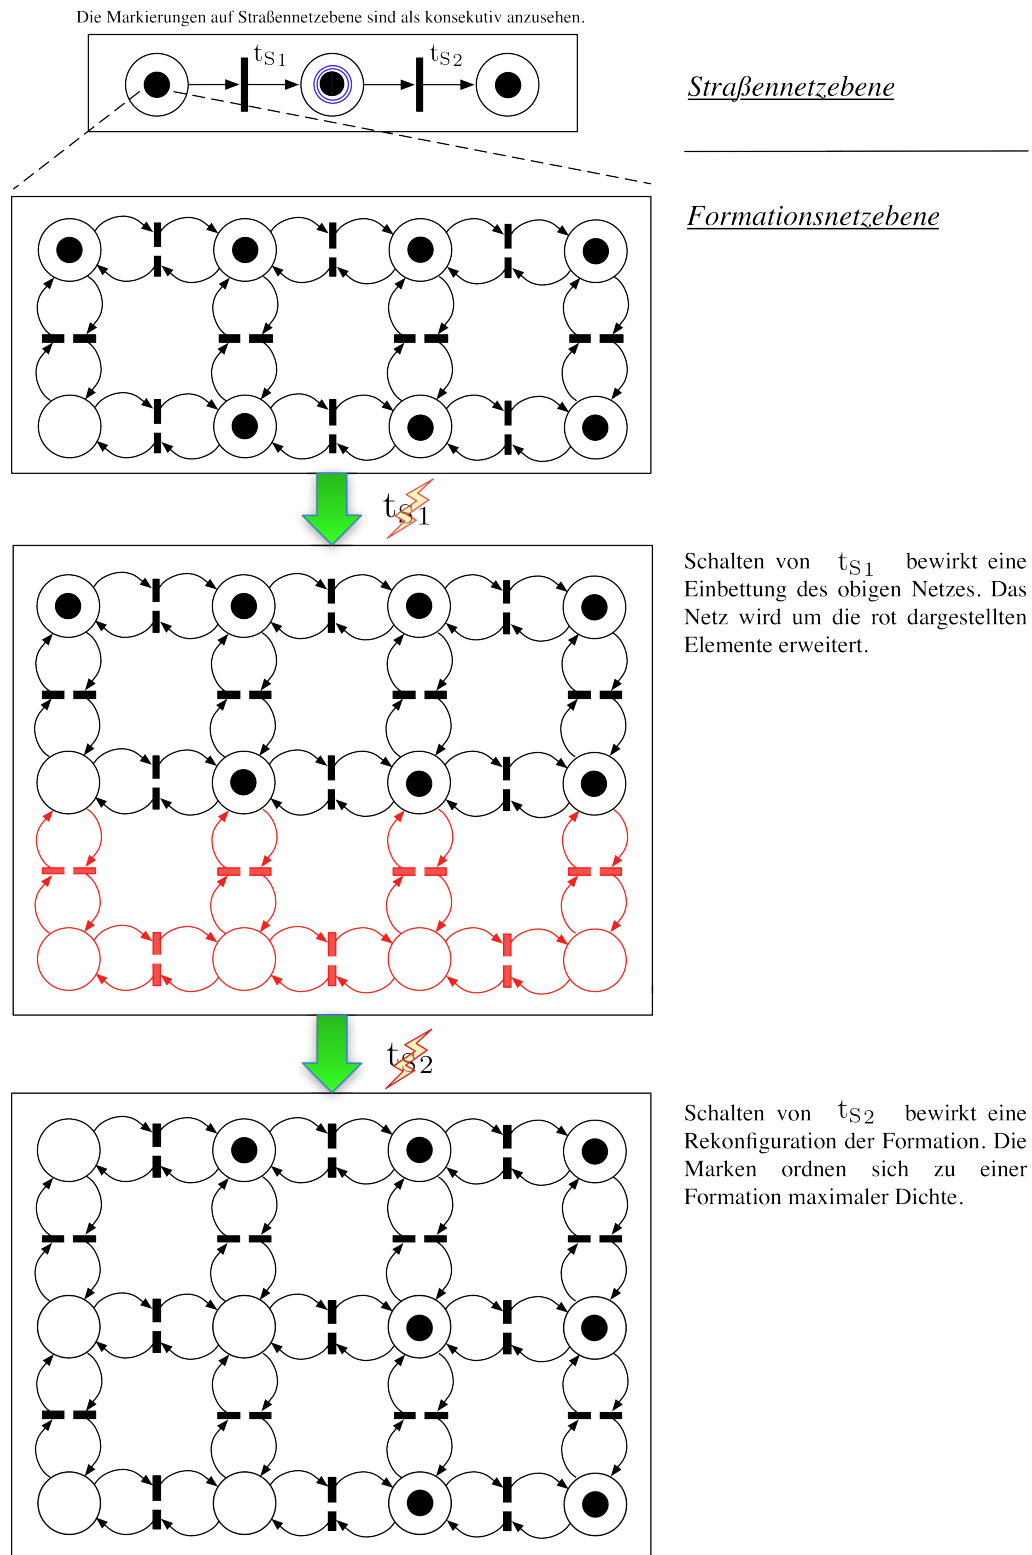 Die Markierungen auf Straßennetzebene sind als konsekutiv anzusehen.
tS1
tS2
Straßennetzebene
Formationsnetzebene
tS1
Schalten von tS1 bewirkt eine
Einbettung des obigen Netzes. Das
Netz wird um die rot dargestellten
Elemente erweitert.
tS2
Schalten von tS2 bewirkt eine
Rekonfiguration der Formation. Die
Marken ordnen sich zu einer
Formation maximaler Dichte.